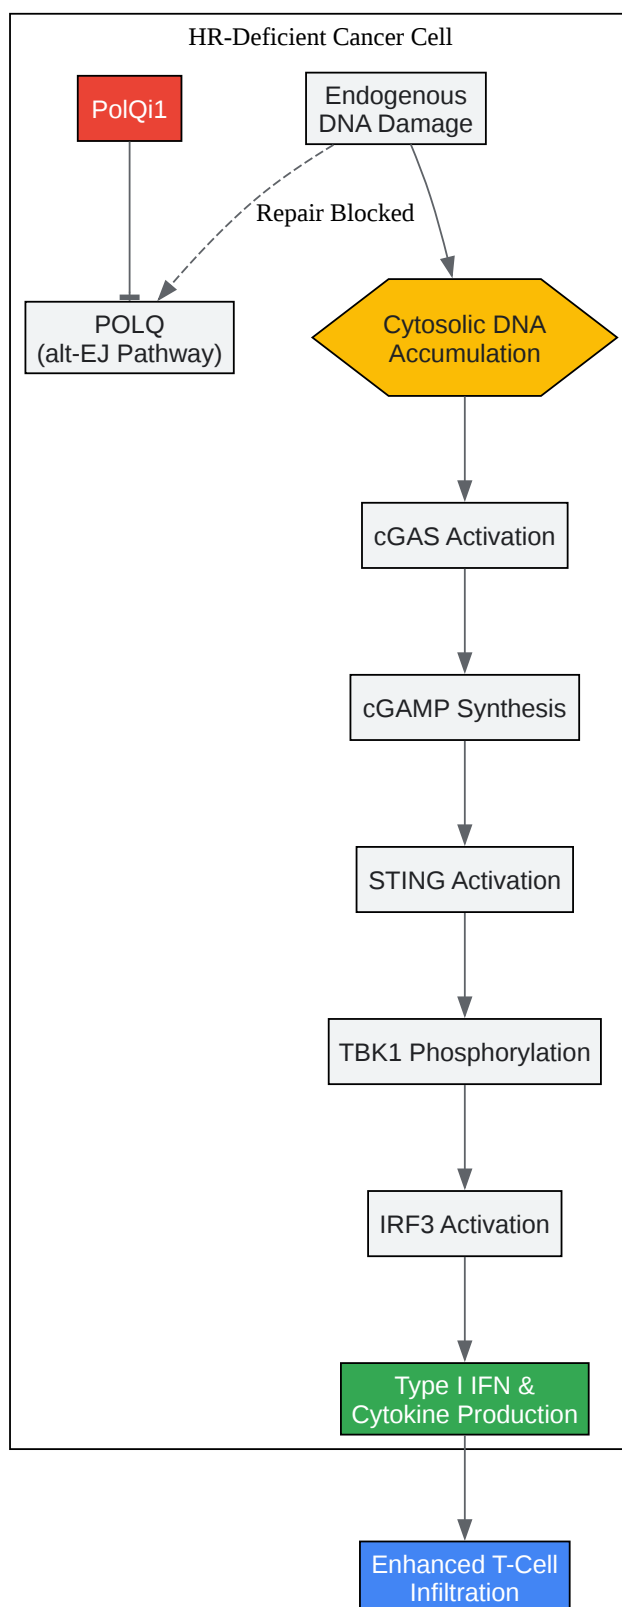 HR-Deficient Cancer Cell
PolQi1
Endogenous
DNA Damage
Repair Blocked
POLQ
(alt-EJ Pathway)
Cytosolic DNA
Accumulation
cGAS Activation
cGAMP Synthesis
STING Activation
TBK1 Phosphorylation
IRF3 Activation
Type I IFN &
Cytokine Production
Enhanced T-Cell
Infiltration